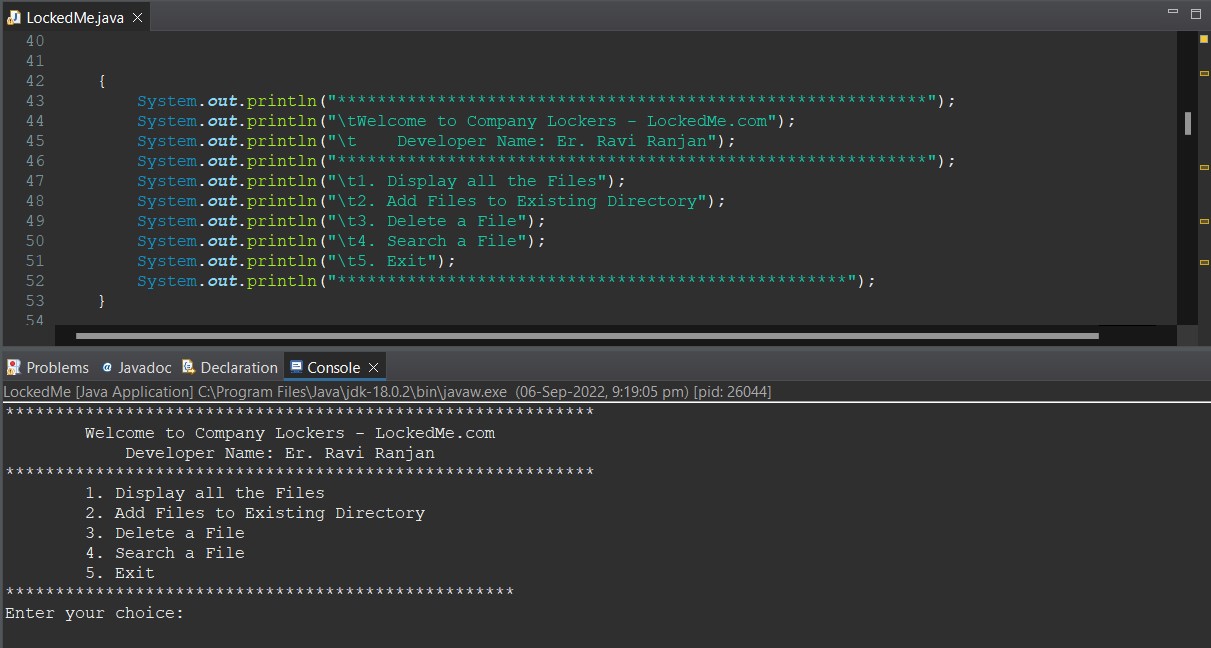 LockedMe.java
40
41
42 {
43 System.out.println("***********************************************************");
44 System.out.println("\tWelcome to Company Lockers - LockedMe.com");
45 System.out.println("\t    Developer Name: Er. Ravi Ranjan");
46 System.out.println("***********************************************************");
47 System.out.println("\t1. Display all the Files");
48 System.out.println("\t2. Add Files to Existing Directory");
49 System.out.println("\t3. Delete a File");
50 System.out.println("\t4. Search a File");
51 System.out.println("\t5. Exit");
52 System.out.println("***************************************************");
53 }
54
Problems @ Javadoc Declaration Console
LockedMe [Java Application] C:\Program Files\Java\jdk-18.0.2\bin\javaw.exe (06-Sep-2022, 9:19:05 pm) [pid: 26044]
***********************************************************
Welcome to Company Lockers - LockedMe.com
Developer Name: Er. Ravi Ranjan
***********************************************************
1. Display all the Files
2. Add Files to Existing Directory
3. Delete a File
4. Search a File
5. Exit
***************************************************
Enter your choice: